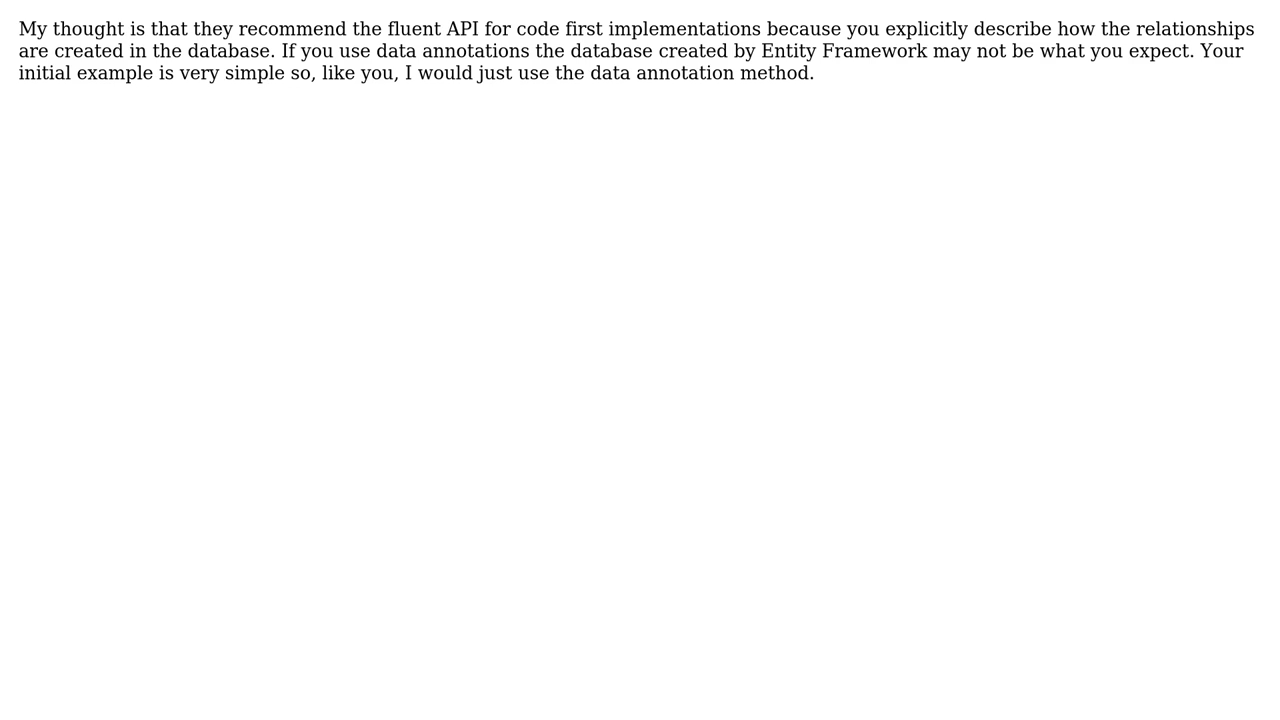 My thought is that they recommend the fluent API for code first implementations because you explicitly describe how the relationships
are created in the database. If you use data annotations the database created by Entity Framework may not be what you expect. Your
initial example is very simple so, like you, I would just use the data annotation method.